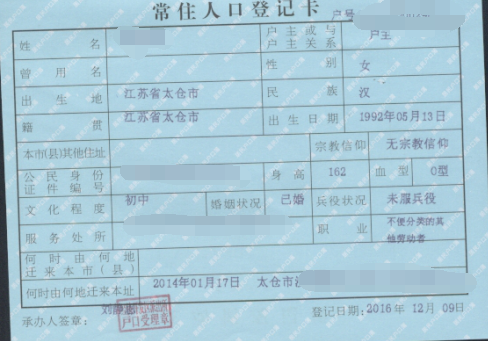 常住人口登记卡
户号
姓名 户主或与户主关系 户主
曾用名 性别 女
出生地 江苏省太仓市 民族 汉
籍贯 江苏省太仓市 出生日期 1992年05月13日
本市(县)其他住址 宗教信仰 无宗教信仰
公民身份证件编号 身高 162 血型 O型
文化程度 初中 婚姻状况 已婚 兵役状况 未服兵役
服务处所 职业 不便分类的其他劳动者
何时由何地迁来本市(县)
何时由何地迁来本址 2014年01月17日 太仓市
承办人签章: 户口受理章 登记日期:2016年12月09日